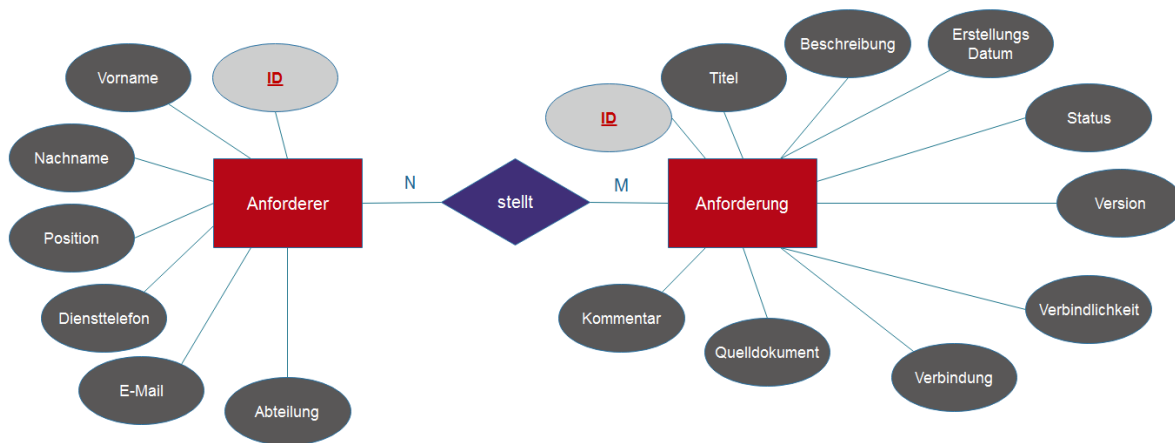 Vorname
ID
Nachname
Position
Diensttelefon
E-Mail
Abteilung
Anforderer
N
stellt
M
Anforderung
ID
Titel
Beschreibung
Erstellungs
Datum
Status
Version
Verbindlichkeit
Verbindung
Quelldokument
Kommentar